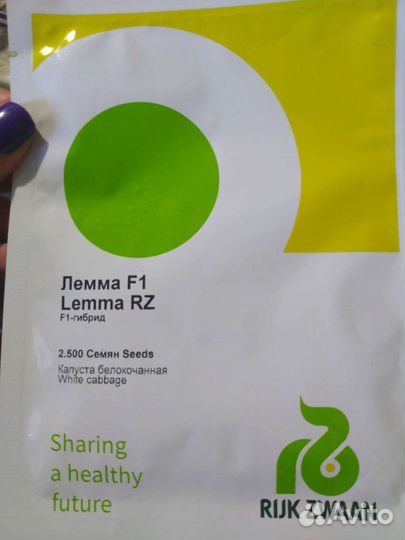 Лемма F1
Lemma RZ
F1-гибрид
2.500 Семян Seeds
Капуста белокочанная
White cabbage
Sharing
a healthy
future
RIJK ZWAAN
Avito